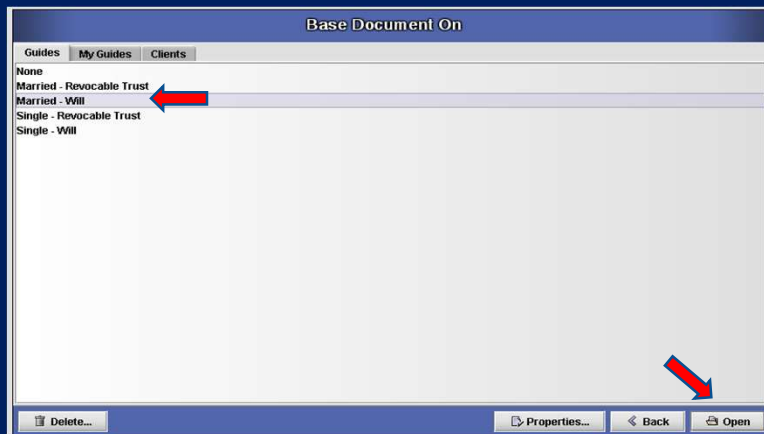 Base Document On
Guides My Guides Clients
None
Married - Revocable Trust
Married - Will
Single - Revocable Trust
Single - Will
Delete... Properties... Back Open